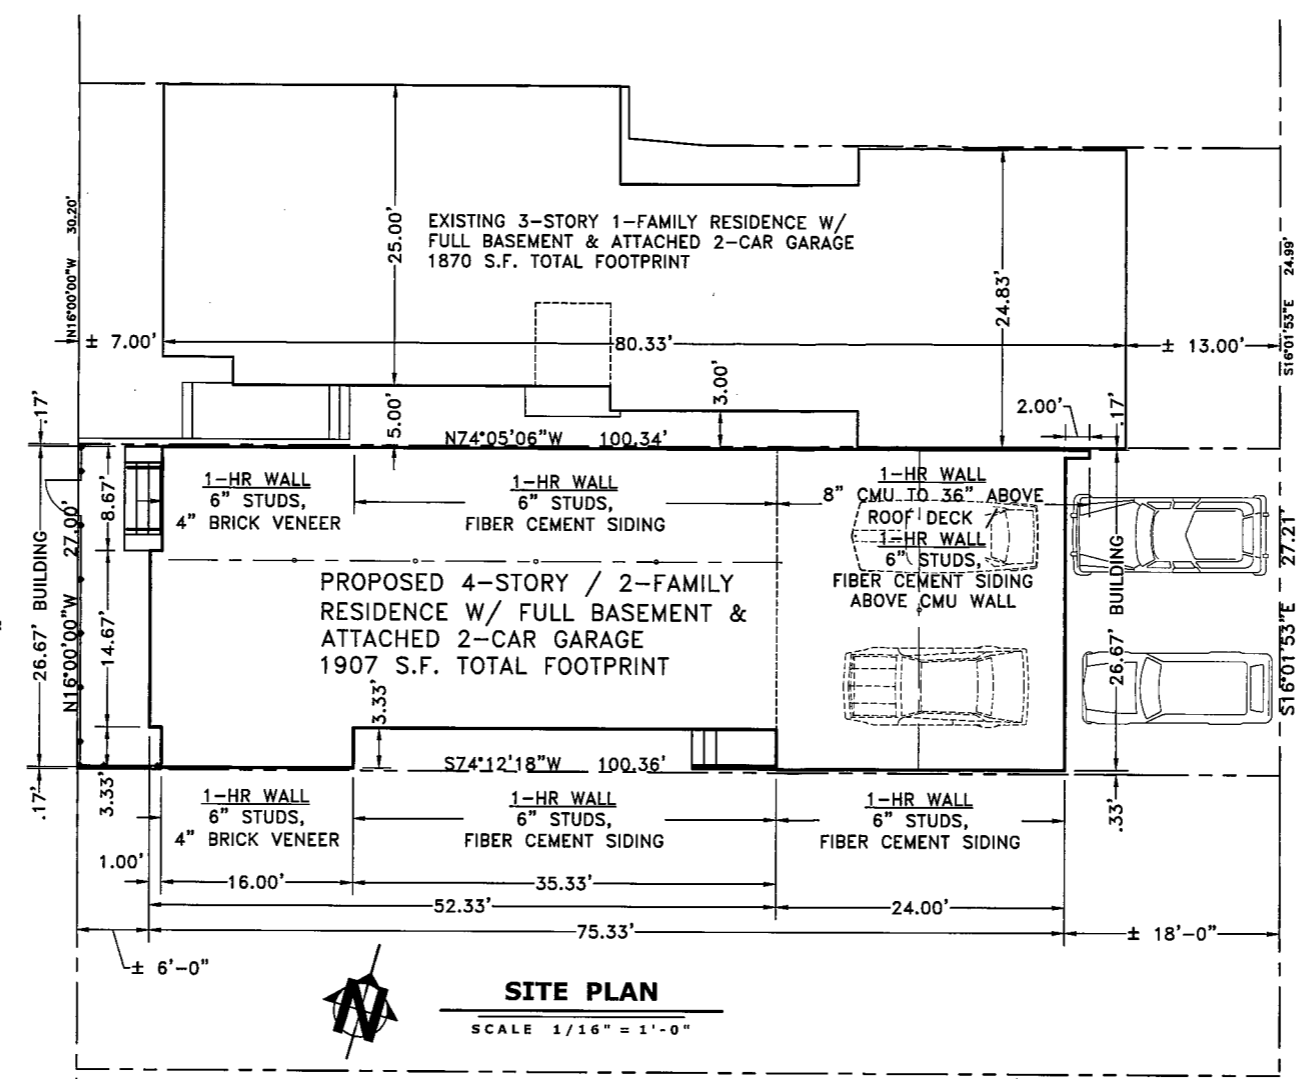 N16°00'00"W 30.20'
25.00'
EXISTING 3-STORY 1-FAMILY RESIDENCE W/
FULL BASEMENT & ATTACHED 2-CAR GARAGE
1870 S.F. TOTAL FOOTPRINT
24.83'
S16°01'53"E 24.99'
± 7.00'
80.33'
± 13.00'
3.00'
5.00'
2.00'
.17'
.17'
N74°05'06"W 100.34'
1-HR WALL
6" STUDS,
4" BRICK VENEER
1-HR WALL
6" STUDS,
FIBER CEMENT SIDING
1-HR WALL
8" CMU TO 36" ABOVE
ROOF DECK
1-HR WALL
6" STUDS,
FIBER CEMENT SIDING
ABOVE CMU WALL
8.67'
14.67'
3.33'
26.67' BUILDING
N16°00'00"W 27.00'
PROPOSED 4-STORY / 2-FAMILY
RESIDENCE W/ FULL BASEMENT &
ATTACHED 2-CAR GARAGE
1907 S.F. TOTAL FOOTPRINT
26.67' BUILDING
S16°01'53"E 27.21'
3.33'
S74°12'18"W 100.36'
.17'
.33'
1-HR WALL
6" STUDS,
4" BRICK VENEER
1-HR WALL
6" STUDS,
FIBER CEMENT SIDING
1-HR WALL
6" STUDS,
FIBER CEMENT SIDING
1.00'
16.00'
35.33'
52.33'
24.00'
75.33'
± 18'-0"
± 6'-0"
N
SITE PLAN
SCALE 1/16" = 1'-0"